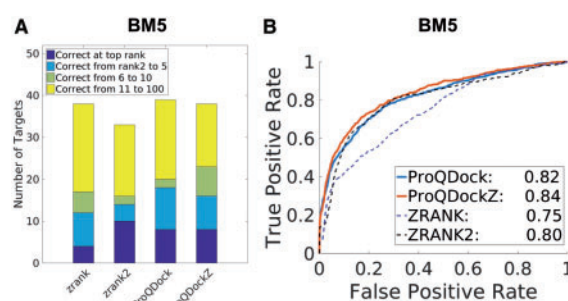 A
BM5
Correct at top rank
Correct from rank2 to 5
Correct from 6 to 10
Correct from 11 to 100
Number of Targets
50
40
30
20
10
0
zrank
zrank2
ProQDock
ProQDockZ
B
BM5
True Positive Rate
1
0.8
0.6
0.4
0.2
0
ProQDock: 0.82
ProQDockZ: 0.84
ZRANK: 0.75
ZRANK2: 0.80
0 0.2 0.4 0.6 0.8 1
False Positive Rate